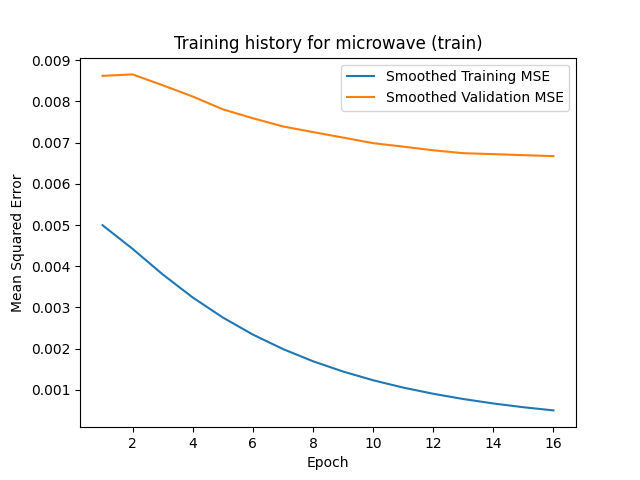 Training history for microwave (train)
Smoothed Training MSE
Smoothed Validation MSE
Mean Squared Error
0.009
0.008
0.007
0.006
0.005
0.004
0.003
0.002
0.001
2 4 6 8 10 12 14 16
Epoch